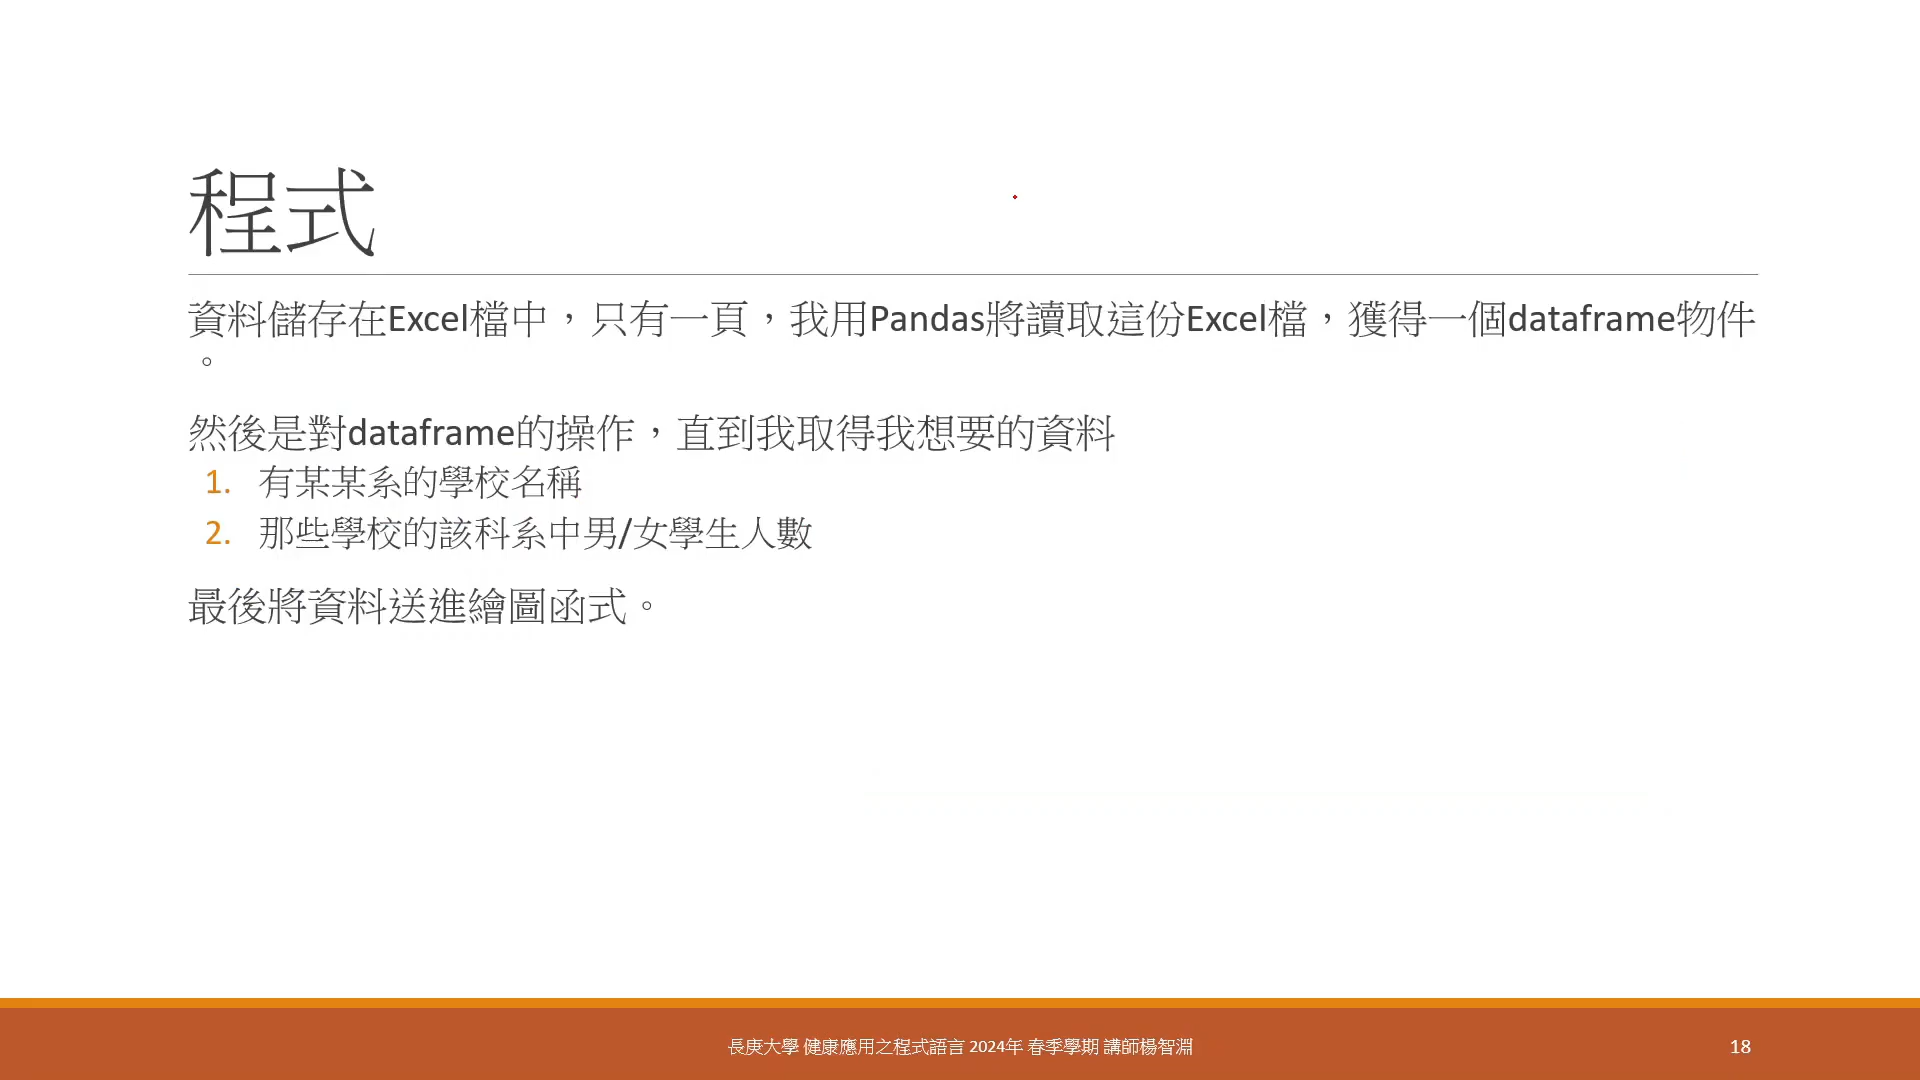 程式
資料儲存在Excel檔中，只有一頁，我用Pandas將讀取這份Excel檔，獲得一個dataframe物件
。
然後是對dataframe的操作，直到我取得我想要的資料
1. 有某某系的學校名稱
2. 那些學校的該科系中男/女學生人數
最後將資料送進繪圖函式。
長庚大學 健康應用之程式語言 2024年 春季學期 講師楊智淵
18